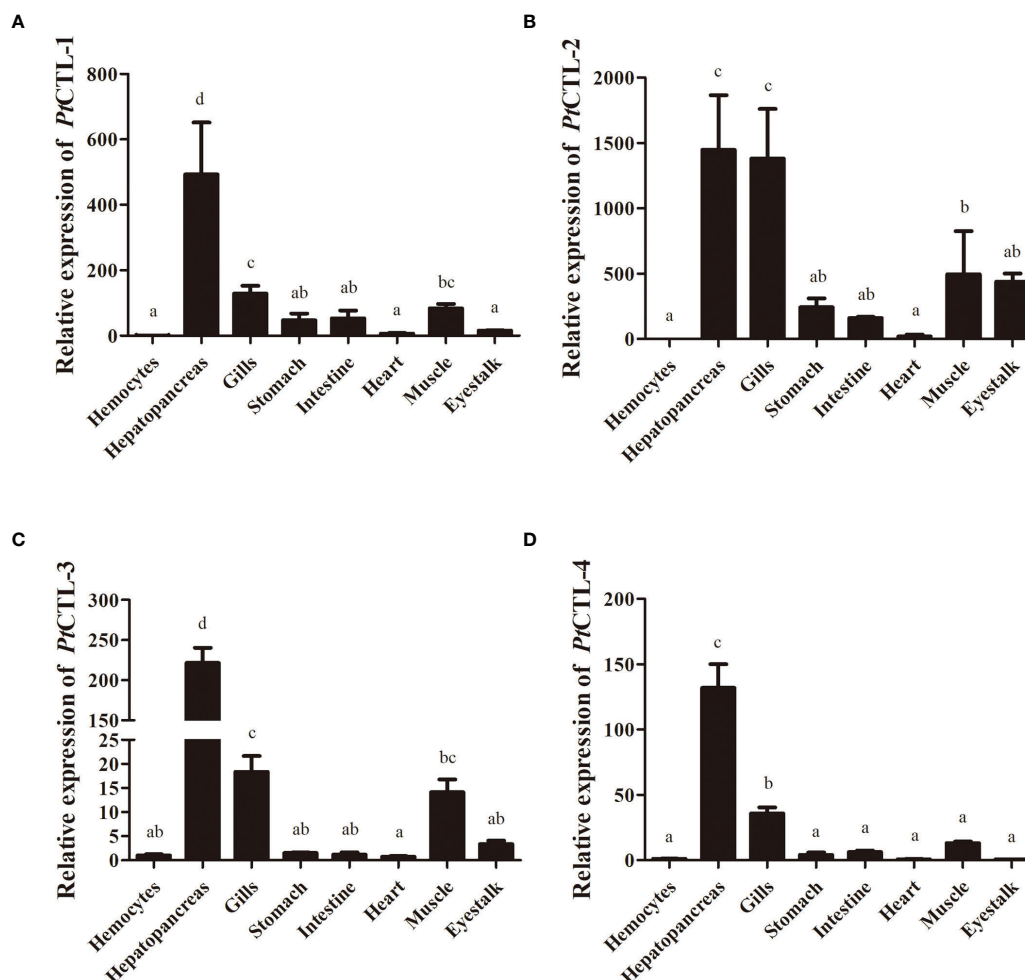 A
Relative expression of PtCTL-1
800
600
400
200
0
a
d
c
ab
ab
a
bc
a
Hemocytes
Hepatopancreas
Gills
Stomach
Intestine
Heart
Muscle
Eyestalk
B
Relative expression of PtCTL-2
2000
1500
1000
500
0
a
c
c
ab
ab
a
b
ab
Hemocytes
Hepatopancreas
Gills
Stomach
Intestine
Heart
Muscle
Eyestalk
C
Relative expression of PtCTL-3
300
250
200
150
25
20
15
10
5
0
ab
d
c
ab
ab
a
bc
ab
Hemocytes
Hepatopancreas
Gills
Stomach
Intestine
Heart
Muscle
Eyestalk
D
Relative expression of PtCTL-4
200
150
100
50
0
a
c
b
a
a
a
a
a
Hemocytes
Hepatopancreas
Gills
Stomach
Intestine
Heart
Muscle
Eyestalk